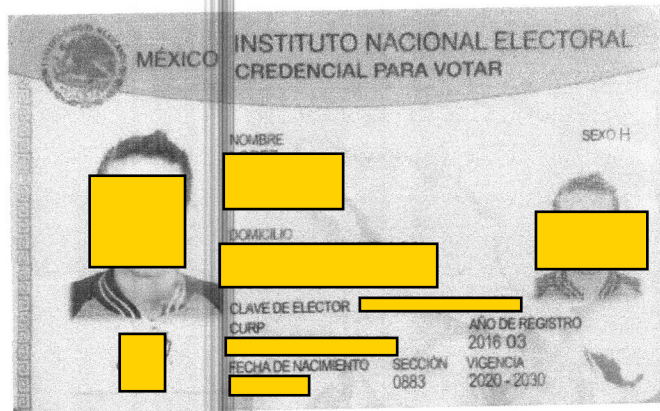 MÉXICO
INSTITUTO NACIONAL ELECTORAL
CREDENCIAL PARA VOTAR
NOMBRE
SEXO H
DOMICILIO
CLAVE DE ELECTOR
CURP
AÑO DE REGISTRO
2016 03
FECHA DE NACIMIENTO
SECCIÓN
0883
VIGENCIA
2020 - 2030